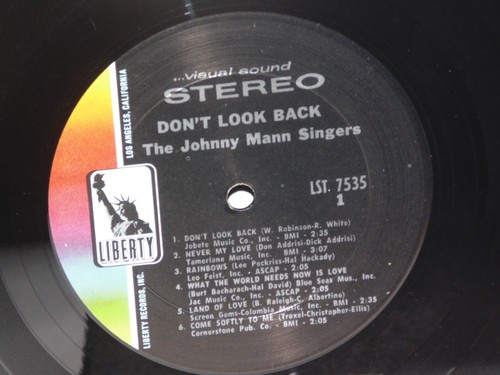 ...visual sound
STEREO
DON'T LOOK BACK
The Johnny Mann Singers
LST. 7535
1
1. DON'T LOOK BACK (W. Robinson-R. White)
Jobete Music Co., Inc. - BMI - 2:35
2. NEVER MY LOVE (Don Addrisi-Dick Addrisi)
Tamerlane Music, Inc. - BMI - 2:07
3. RAINBOWS (Lee Pockriss-Hal Hackady)
Leo Feist, Inc. - ASCAP - 2:05
4. WHAT THE WORLD NEEDS NOW IS LOVE
(Burt Bacharach-Hal David) Blue Seas Mus., Inc.
Jac Music Co., Inc. - ASCAP - 2:05
5. LAND OF LOVE (B. Raleigh-C. Albertine)
Screen Gems-Columbia Music, Inc. - BMI - 2:35
6. COME SOFTLY TO ME (Troxel-Christopher-Ellis)
Cornerstone Pub. Co. - BMI - 2:05
LIBERTY
LIBERTY RECORDS, INC.
LOS ANGELES, CALIFORNIA